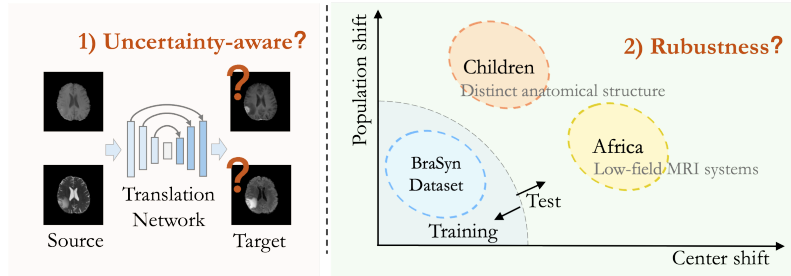 1) Uncertainty-aware?
?
?
Translation
Network
Source
Target
2) Rubustness?
Population shift
Children
Distinct anatomical structure
Africa
Low-field MRI systems
BraSyn
Dataset
Test
Training
Center shift